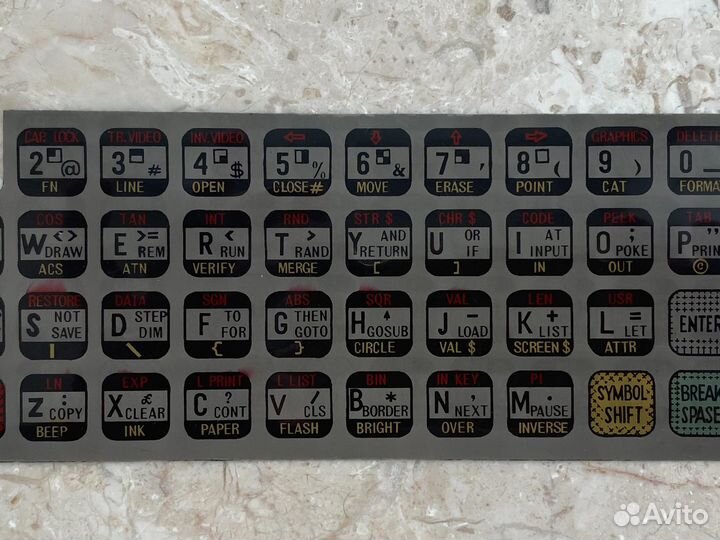 CAP LOCK TR.VIDEO INV.VIDEO ← ↓ ↑ → GRAPHICS DELETE
2 @ 3 # 4 $ 5 % 6 & 7 ' 8 ( 9 ) 0 _
FN LINE OPEN CLOSE# MOVE ERASE POINT CAT FORMA
COS TAN INT RND STR $ CHR $ CODE PEEK TAB
W <> DRAW E >= REM R < RUN T > RAND Y AND RETURN U OR IF I AT INPUT O ; POKE P " PRIN
ACS ATN VERIFY MERGE [ ] IN OUT ©
RESTORE DATA SGN ABS SQR VAL LEN USR
S NOT SAVE D STEP DIM F TO FOR G THEN GOTO H ↑ GOSUB J - LOAD K + LIST L = LET ENTER
| \ { } CIRCLE VAL $ SCREEN $ ATTR
LN EXP L PRINT L LIST BIN IN KEY PI
Z : COPY X £ CLEAR C ? CONT V / CLS B * BORDER N , NEXT M . PAUSE SYMBOL SHIFT BREAK SPASE
BEEP INK PAPER FLASH BRIGHT OVER INVERSE
Avito